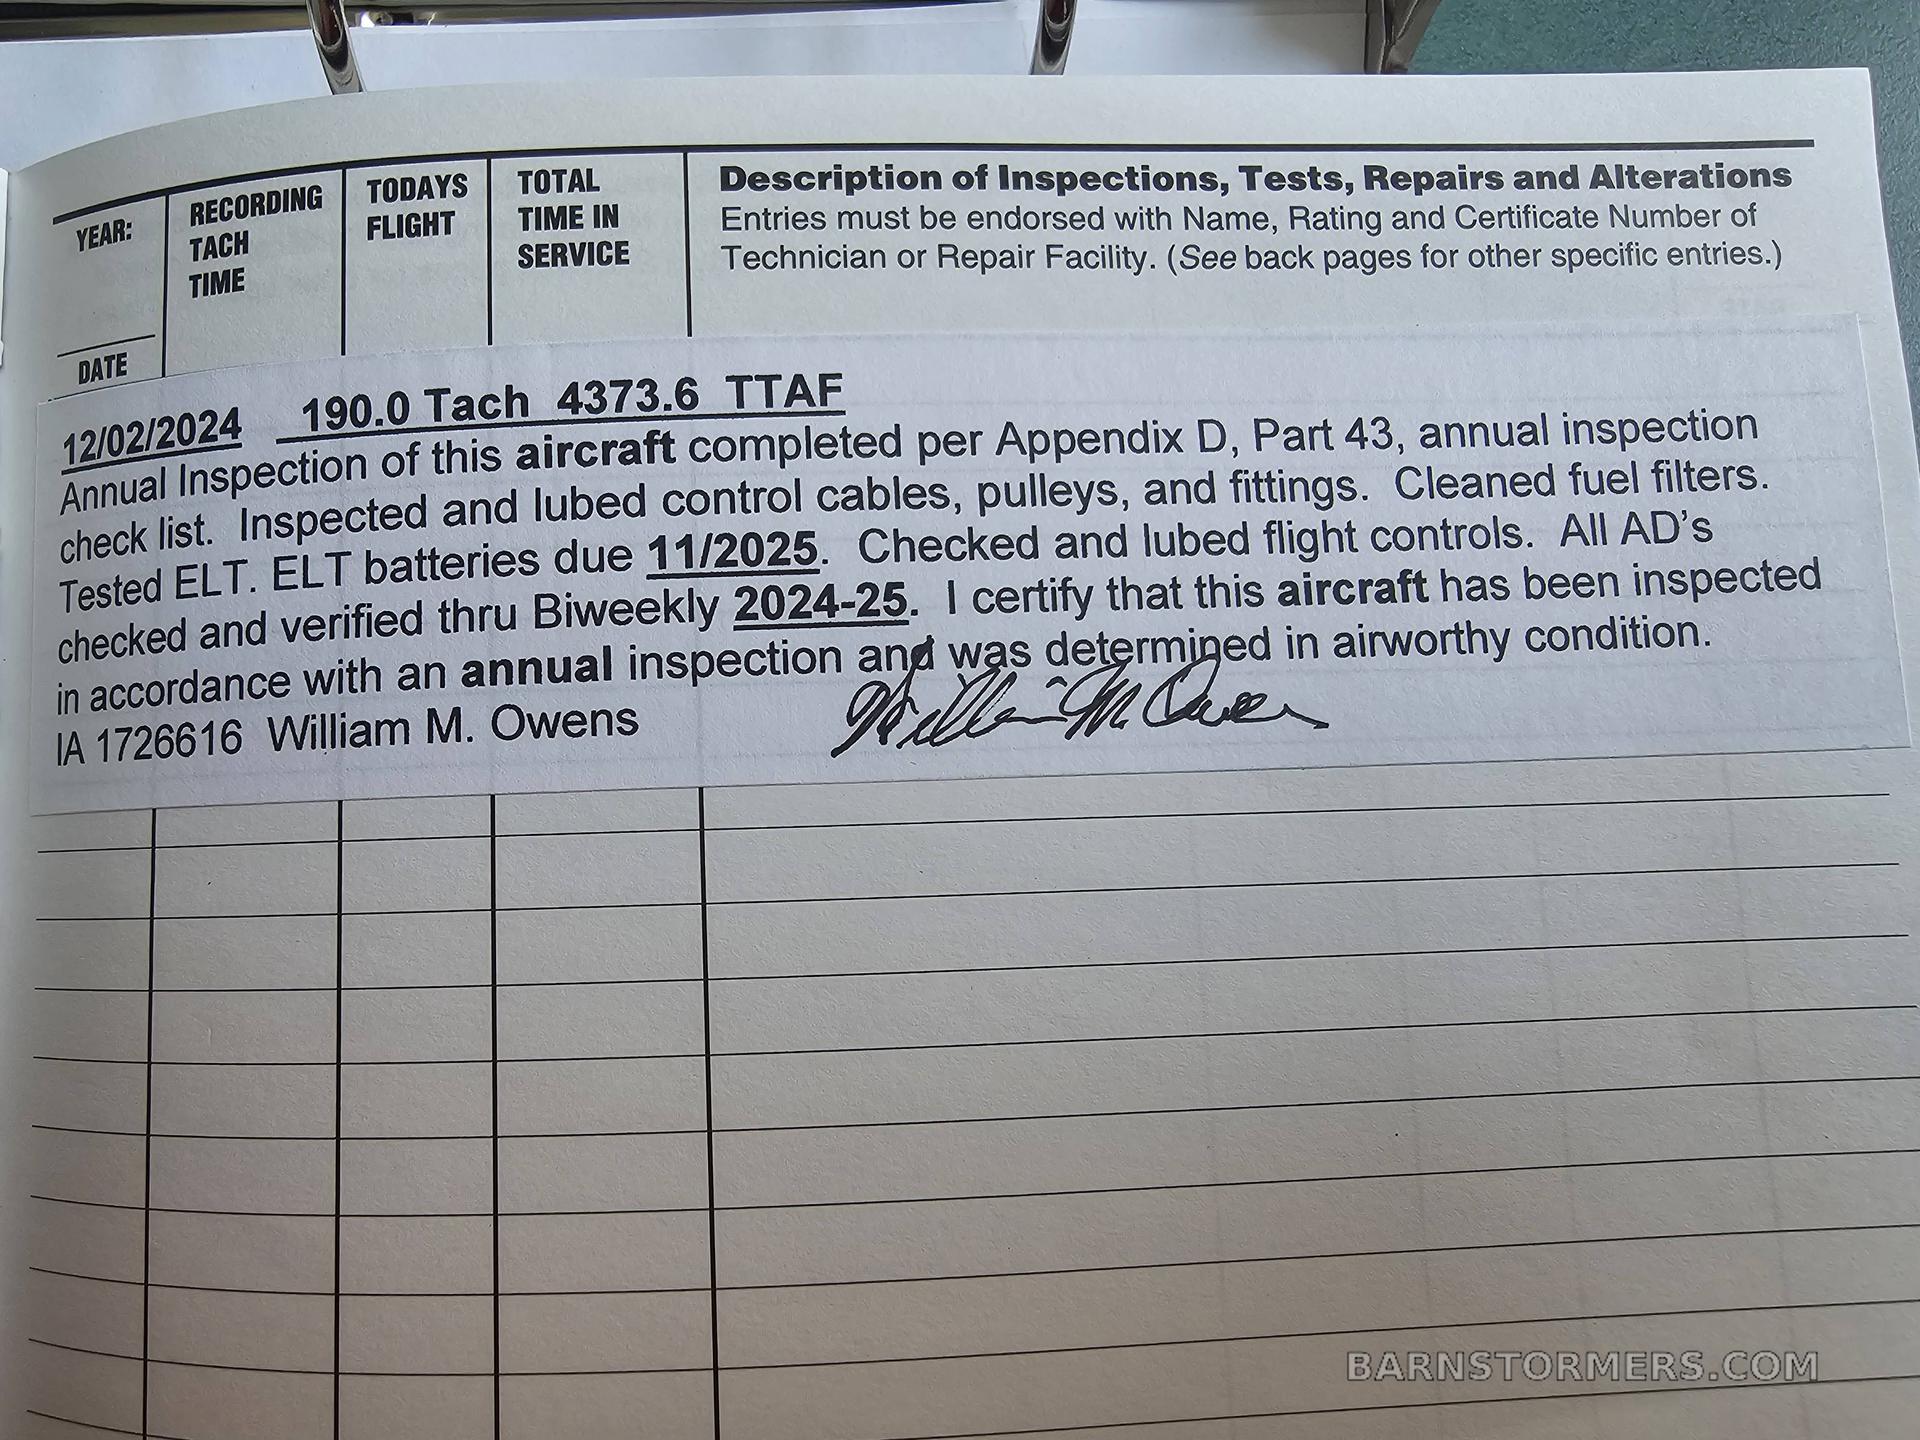 YEAR:
DATE
RECORDING
TACH
TIME
TODAYS
FLIGHT
TOTAL
TIME IN
SERVICE
Description of Inspections, Tests, Repairs and Alterations
Entries must be endorsed with Name, Rating and Certificate Number of
Technician or Repair Facility. (See back pages for other specific entries.)
12/02/2024 190.0 Tach 4373.6 TTAF
Annual Inspection of this aircraft completed per Appendix D, Part 43, annual inspection
check list. Inspected and lubed control cables, pulleys, and fittings. Cleaned fuel filters.
Tested ELT. ELT batteries due 11/2025. Checked and lubed flight controls. All AD's
checked and verified thru Biweekly 2024-25. I certify that this aircraft has been inspected
in accordance with an annual inspection and was determined in airworthy condition.
IA 1726616 William M. Owens William M Owens
BARNSTORMERS.COM